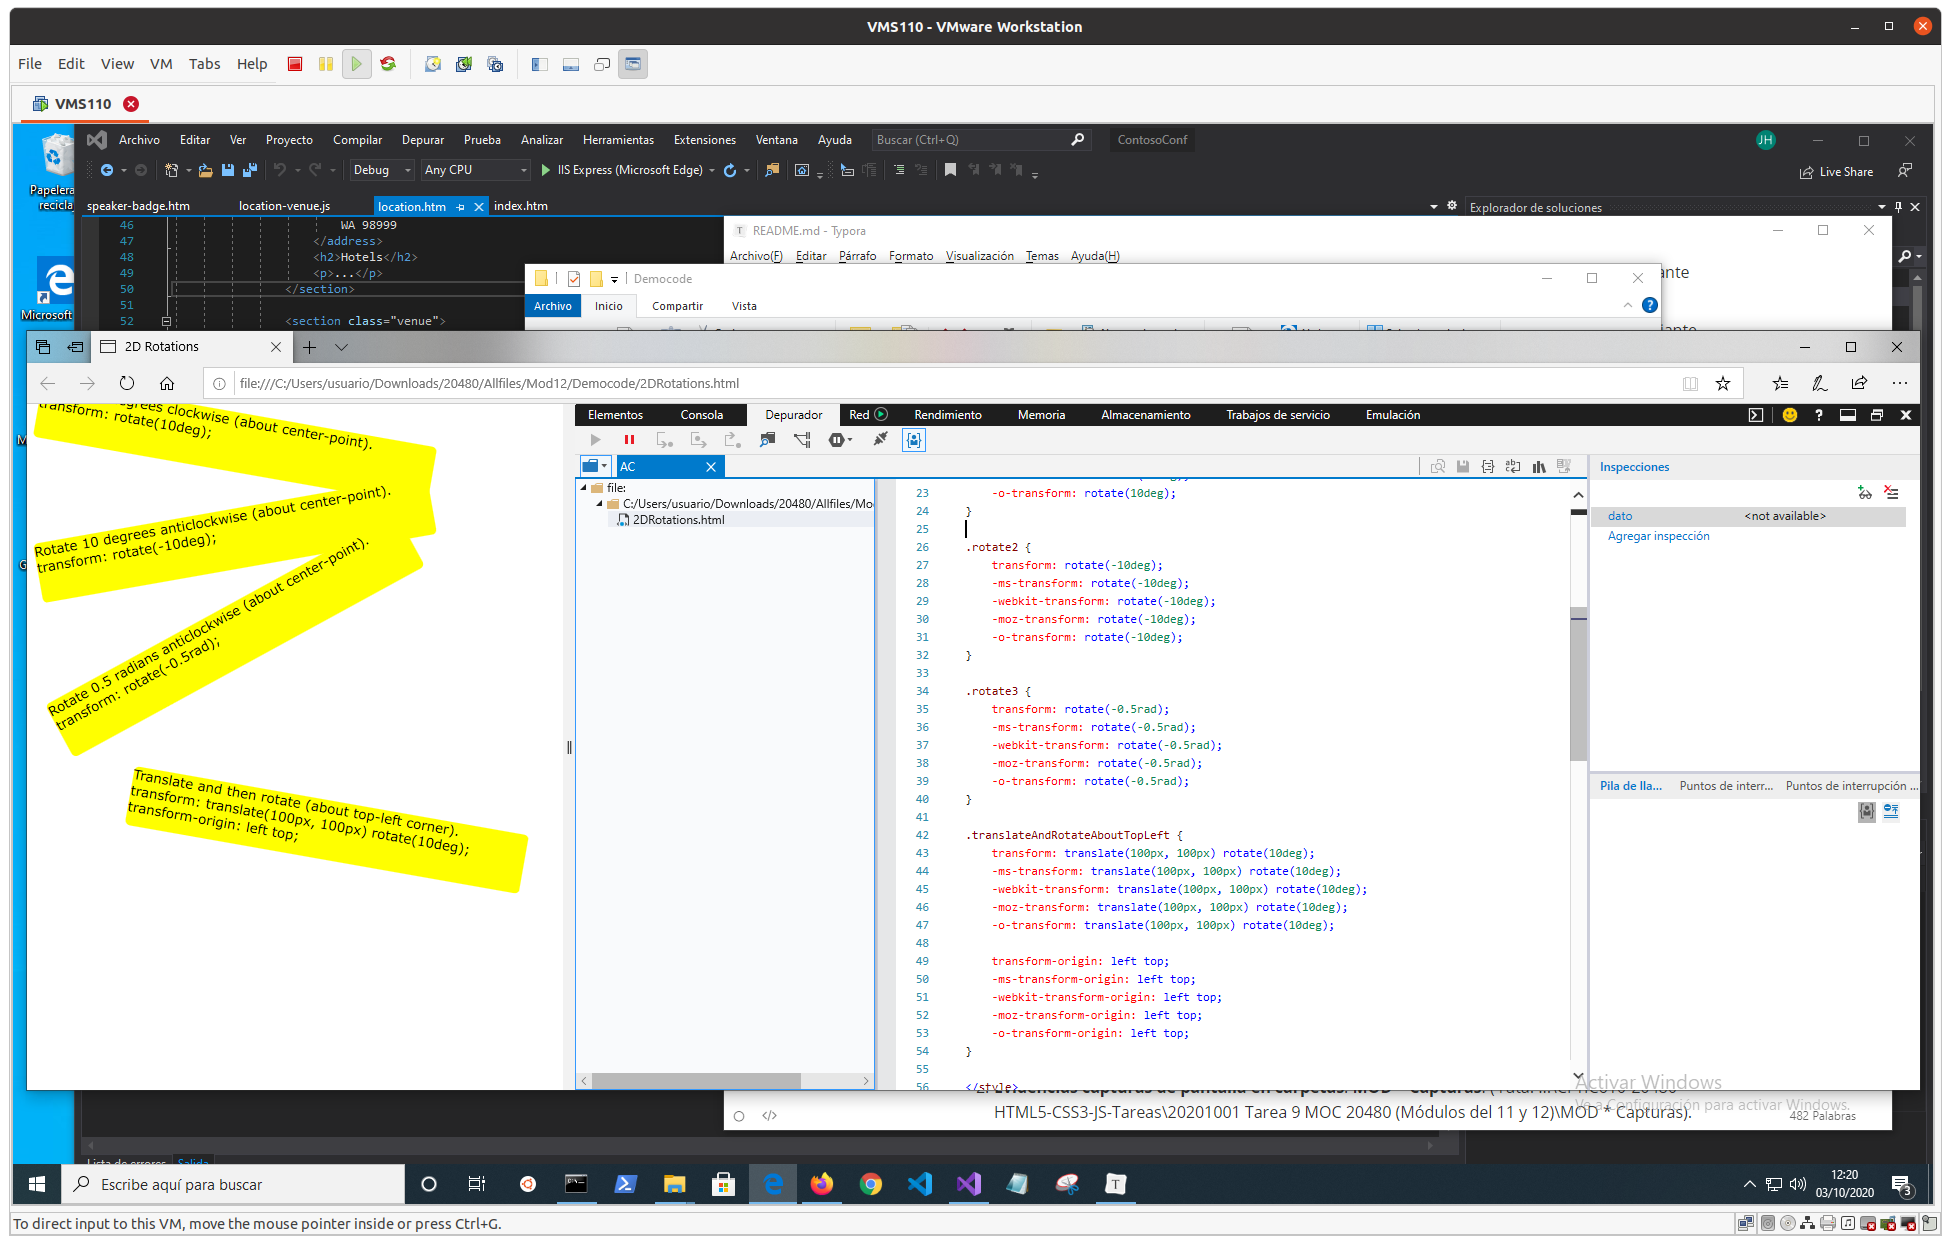 VMS110 - VMware Workstation
File Edit View VM Tabs Help
VMS110
Papelera
recicla
Microsoft
Archivo Editar Ver Proyecto Compilar Depurar Prueba Analizar Herramientas Extensiones Ventana Ayuda Buscar (Ctrl+Q) ContosoConf JH
Debug Any CPU IIS Express (Microsoft Edge) Live Share
speaker-badge.htm location-venue.js location.htm index.htm Explorador de soluciones
46 WA 98999
47 </address>
48 <h2>Hotels</h2>
49 <p>...</p>
50 </section>
51
52 <section class="venue">
README.md - Typora
Archivo(F) Editar Párrafo Formato Visualización Temas Ayuda(H)
Democode
Archivo Inicio Compartir Vista
2D Rotations
file:///C:/Users/usuario/Downloads/20480/Allfiles/Mod12/Democode/2DRotations.html
grees clockwise (about center-point).
transform: rotate(10deg);
Rotate 10 degrees anticlockwise (about center-point).
transform: rotate(-10deg);
Rotate 0.5 radians anticlockwise (about center-point).
transform: rotate(-0.5rad);
Translate and then rotate (about top-left corner).
transform: translate(100px, 100px) rotate(10deg);
transform-origin: left top;
Elementos Consola Depurador Red Rendimiento Memoria Almacenamiento Trabajos de servicio Emulación
AC
file:
C:/Users/usuario/Downloads/20480/Allfiles/Mo
2DRotations.html
23 -o-transform: rotate(10deg);
24 }
25
26 .rotate2 {
27 transform: rotate(-10deg);
28 -ms-transform: rotate(-10deg);
29 -webkit-transform: rotate(-10deg);
30 -moz-transform: rotate(-10deg);
31 -o-transform: rotate(-10deg);
32 }
33
34 .rotate3 {
35 transform: rotate(-0.5rad);
36 -ms-transform: rotate(-0.5rad);
37 -webkit-transform: rotate(-0.5rad);
38 -moz-transform: rotate(-0.5rad);
39 -o-transform: rotate(-0.5rad);
40 }
41
42 .translateAndRotateAboutTopLeft {
43 transform: translate(100px, 100px) rotate(10deg);
44 -ms-transform: translate(100px, 100px) rotate(10deg);
45 -webkit-transform: translate(100px, 100px) rotate(10deg);
46 -moz-transform: translate(100px, 100px) rotate(10deg);
47 -o-transform: translate(100px, 100px) rotate(10deg);
48
49 transform-origin: left top;
50 -ms-transform-origin: left top;
51 -webkit-transform-origin: left top;
52 -moz-transform-origin: left top;
53 -o-transform-origin: left top;
54 }
55
56 </style>
Inspecciones
dato <not available>
Agregar inspección
Pila de lla... Puntos de interr... Puntos de interrupción ...
Activar Windows
Ve a Configuración para activar Windows.
HTML5-CSS3-JS-Tareas\20201001 Tarea 9 MOC 20480 (Módulos del 11 y 12)\MOD * Capturas).
482 Palabras
Lista de errores Salida
Escribe aquí para buscar
12:20
03/10/2020
3
To direct input to this VM, move the mouse pointer inside or press Ctrl+G.